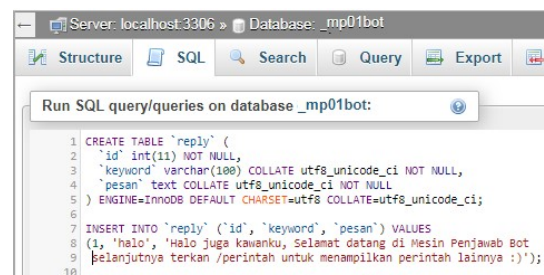 Server: localhost:3306 » Database: _mp01bot
Structure SQL Search Query Export
Run SQL query/queries on database _mp01bot:
1 CREATE TABLE `reply` (
2 `id` int(11) NOT NULL,
3 `keyword` varchar(100) COLLATE utf8_unicode_ci NOT NULL,
4 `pesan` text COLLATE utf8_unicode_ci NOT NULL
5 ) ENGINE=InnoDB DEFAULT CHARSET=utf8 COLLATE=utf8_unicode_ci;
6
7 INSERT INTO `reply` (`id`, `keyword`, `pesan`) VALUES
8 (1, 'halo', 'Halo juga kawanku, Selamat datang di Mesin Penjawab Bot
9 selanjutnya terkan /perintah untuk menampilkan perintah lainnya :)');
10